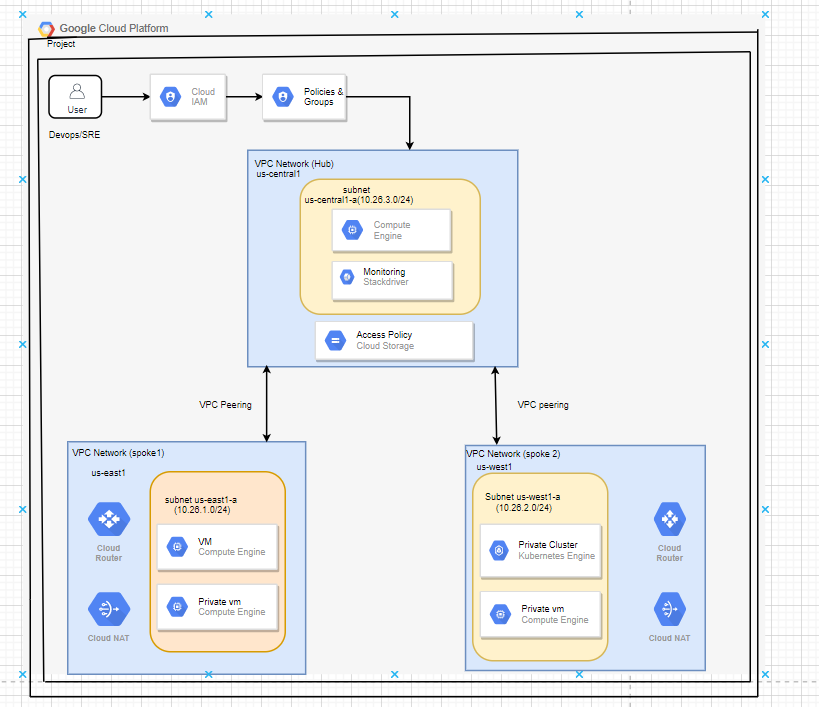 Google Cloud Platform
Project
User
Devops/SRE
Cloud
IAM
Policies &
Groups
VPC Network (Hub)
us-central1
subnet
us-central1-a(10.26.3.0/24)
Compute
Engine
Monitoring
Stackdriver
Access Policy
Cloud Storage
VPC Peering
VPC peering
VPC Network (spoke1)
us-east1
subnet us-east1-a
(10.26.1.0/24)
VM
Compute Engine
Private vm
Compute Engine
Cloud
Router
Cloud NAT
VPC Network (spoke 2)
us-west1
Subnet us-west1-a
(10.26.2.0/24)
Private Cluster
Kubernetes Engine
Private vm
Compute Engine
Cloud
Router
Cloud NAT